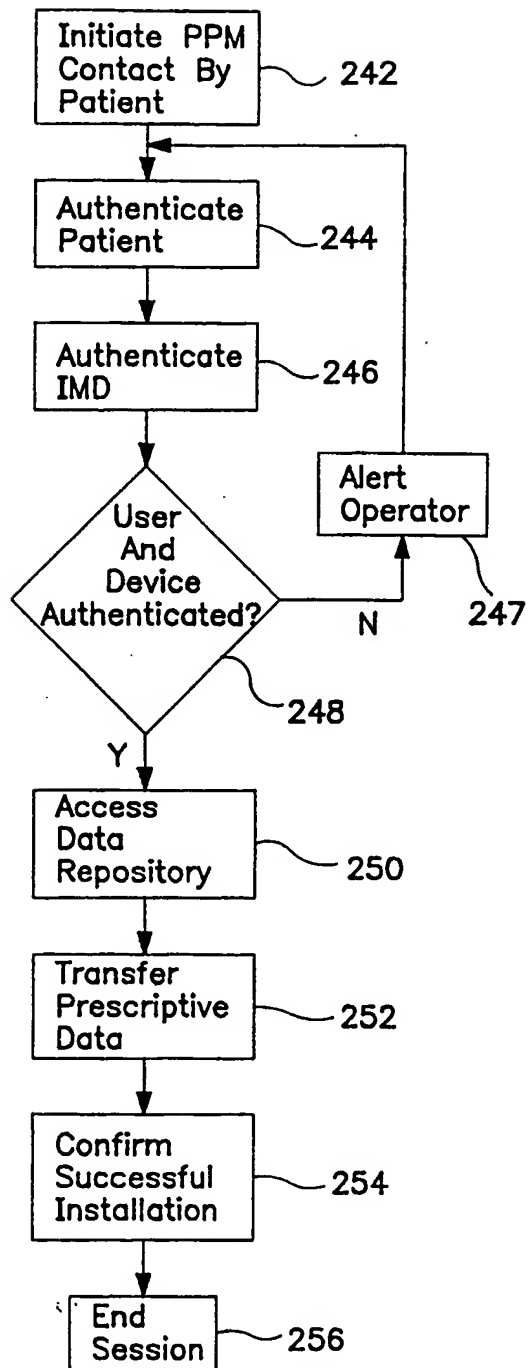 Initiate PPM
Contact By
Patient
242
Authenticate
Patient
244
Authenticate
IMD
246
Alert
Operator
247
User
And
Device
Authenticated?
N
248
Y
Access
Data
Repository
250
Transfer
Prescriptive
Data
252
Confirm
Successful
Installation
254
End
Session
256